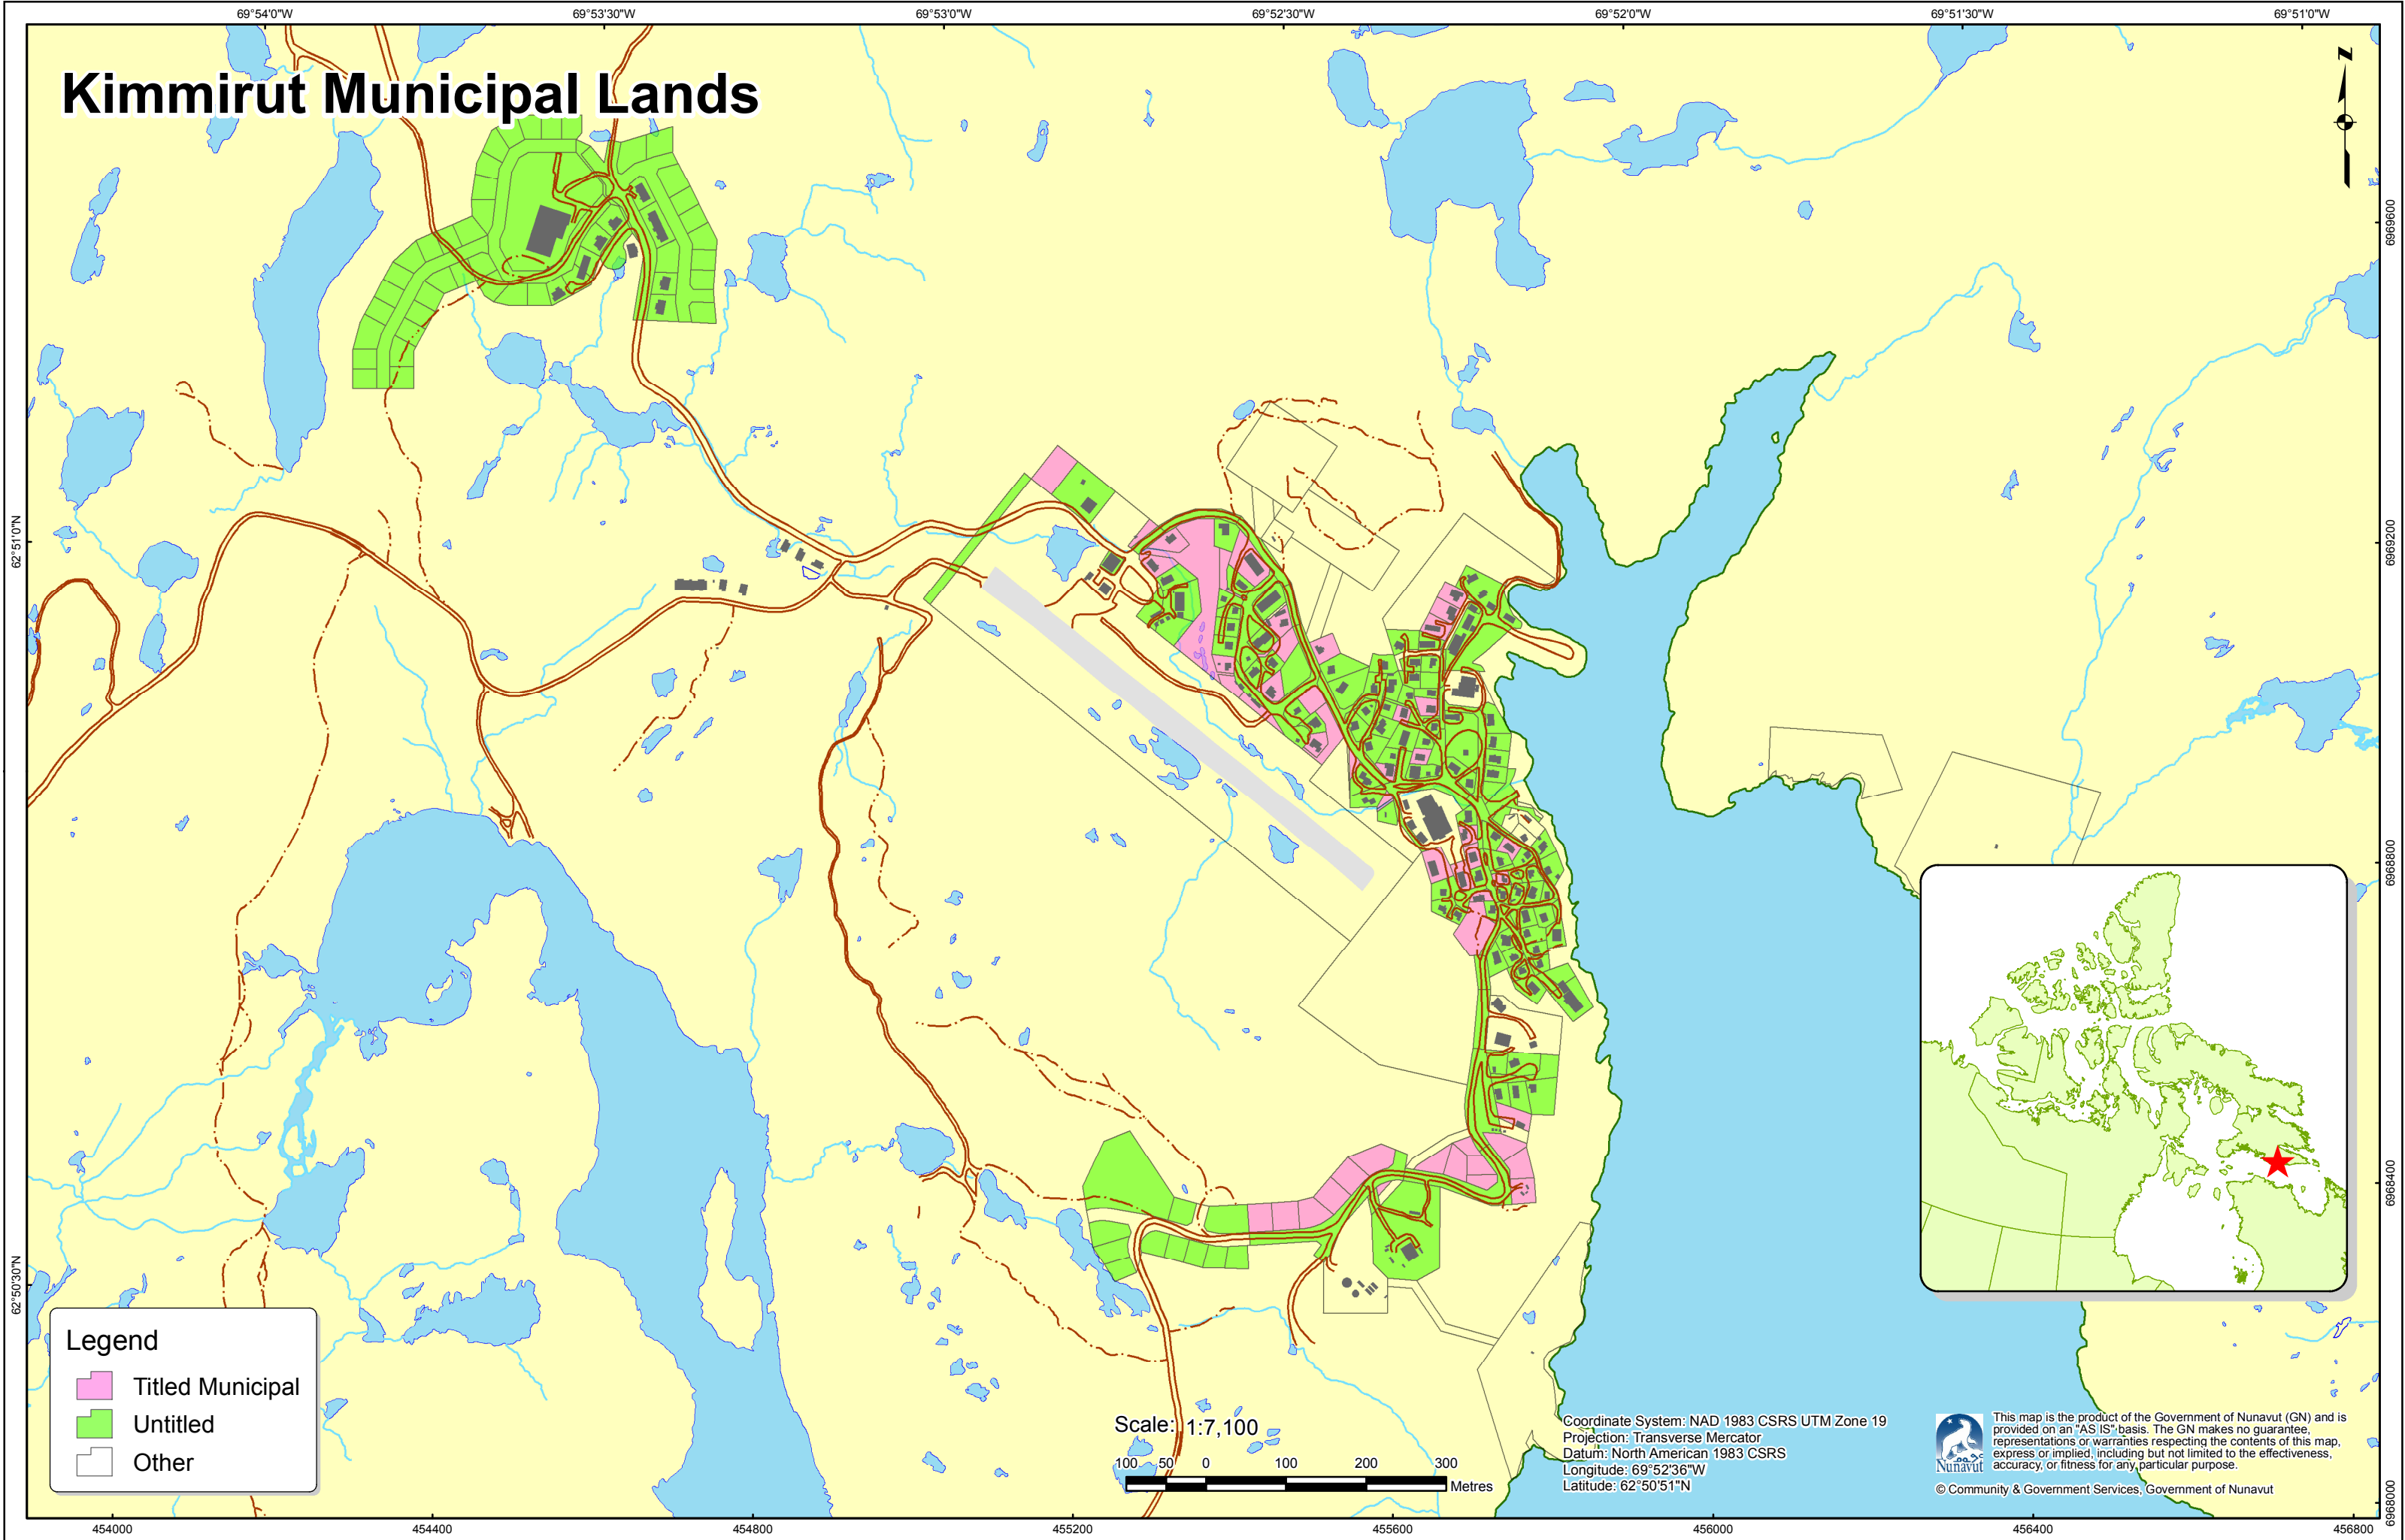 69°54'0"W
69°53'30"W
69°53'0"W
69°52'30"W
69°52'0"W
69°51'30"W
69°51'0"W
Kimmirut Municipal Lands
N
6969600
62°51'0"N
6969200
6968800
6968400
62°50'30"N
Legend
Titled Municipal
Untitled
Other
Scale: 1:7,100
100 50 0 100 200 300
Metres
Coordinate System: NAD 1983 CSRS UTM Zone 19
Projection: Transverse Mercator
Datum: North American 1983 CSRS
Longitude: 69°52'36"W
Latitude: 62°50'51"N
Nunavut
This map is the product of the Government of Nunavut (GN) and is
provided on an "AS IS" basis. The GN makes no guarantee,
representations or warranties respecting the contents of this map,
express or implied, including but not limited to the effectiveness,
accuracy, or fitness for any particular purpose.
© Community & Government Services, Government of Nunavut
6968000
454000
454400
454800
455200
455600
456000
456400
456800